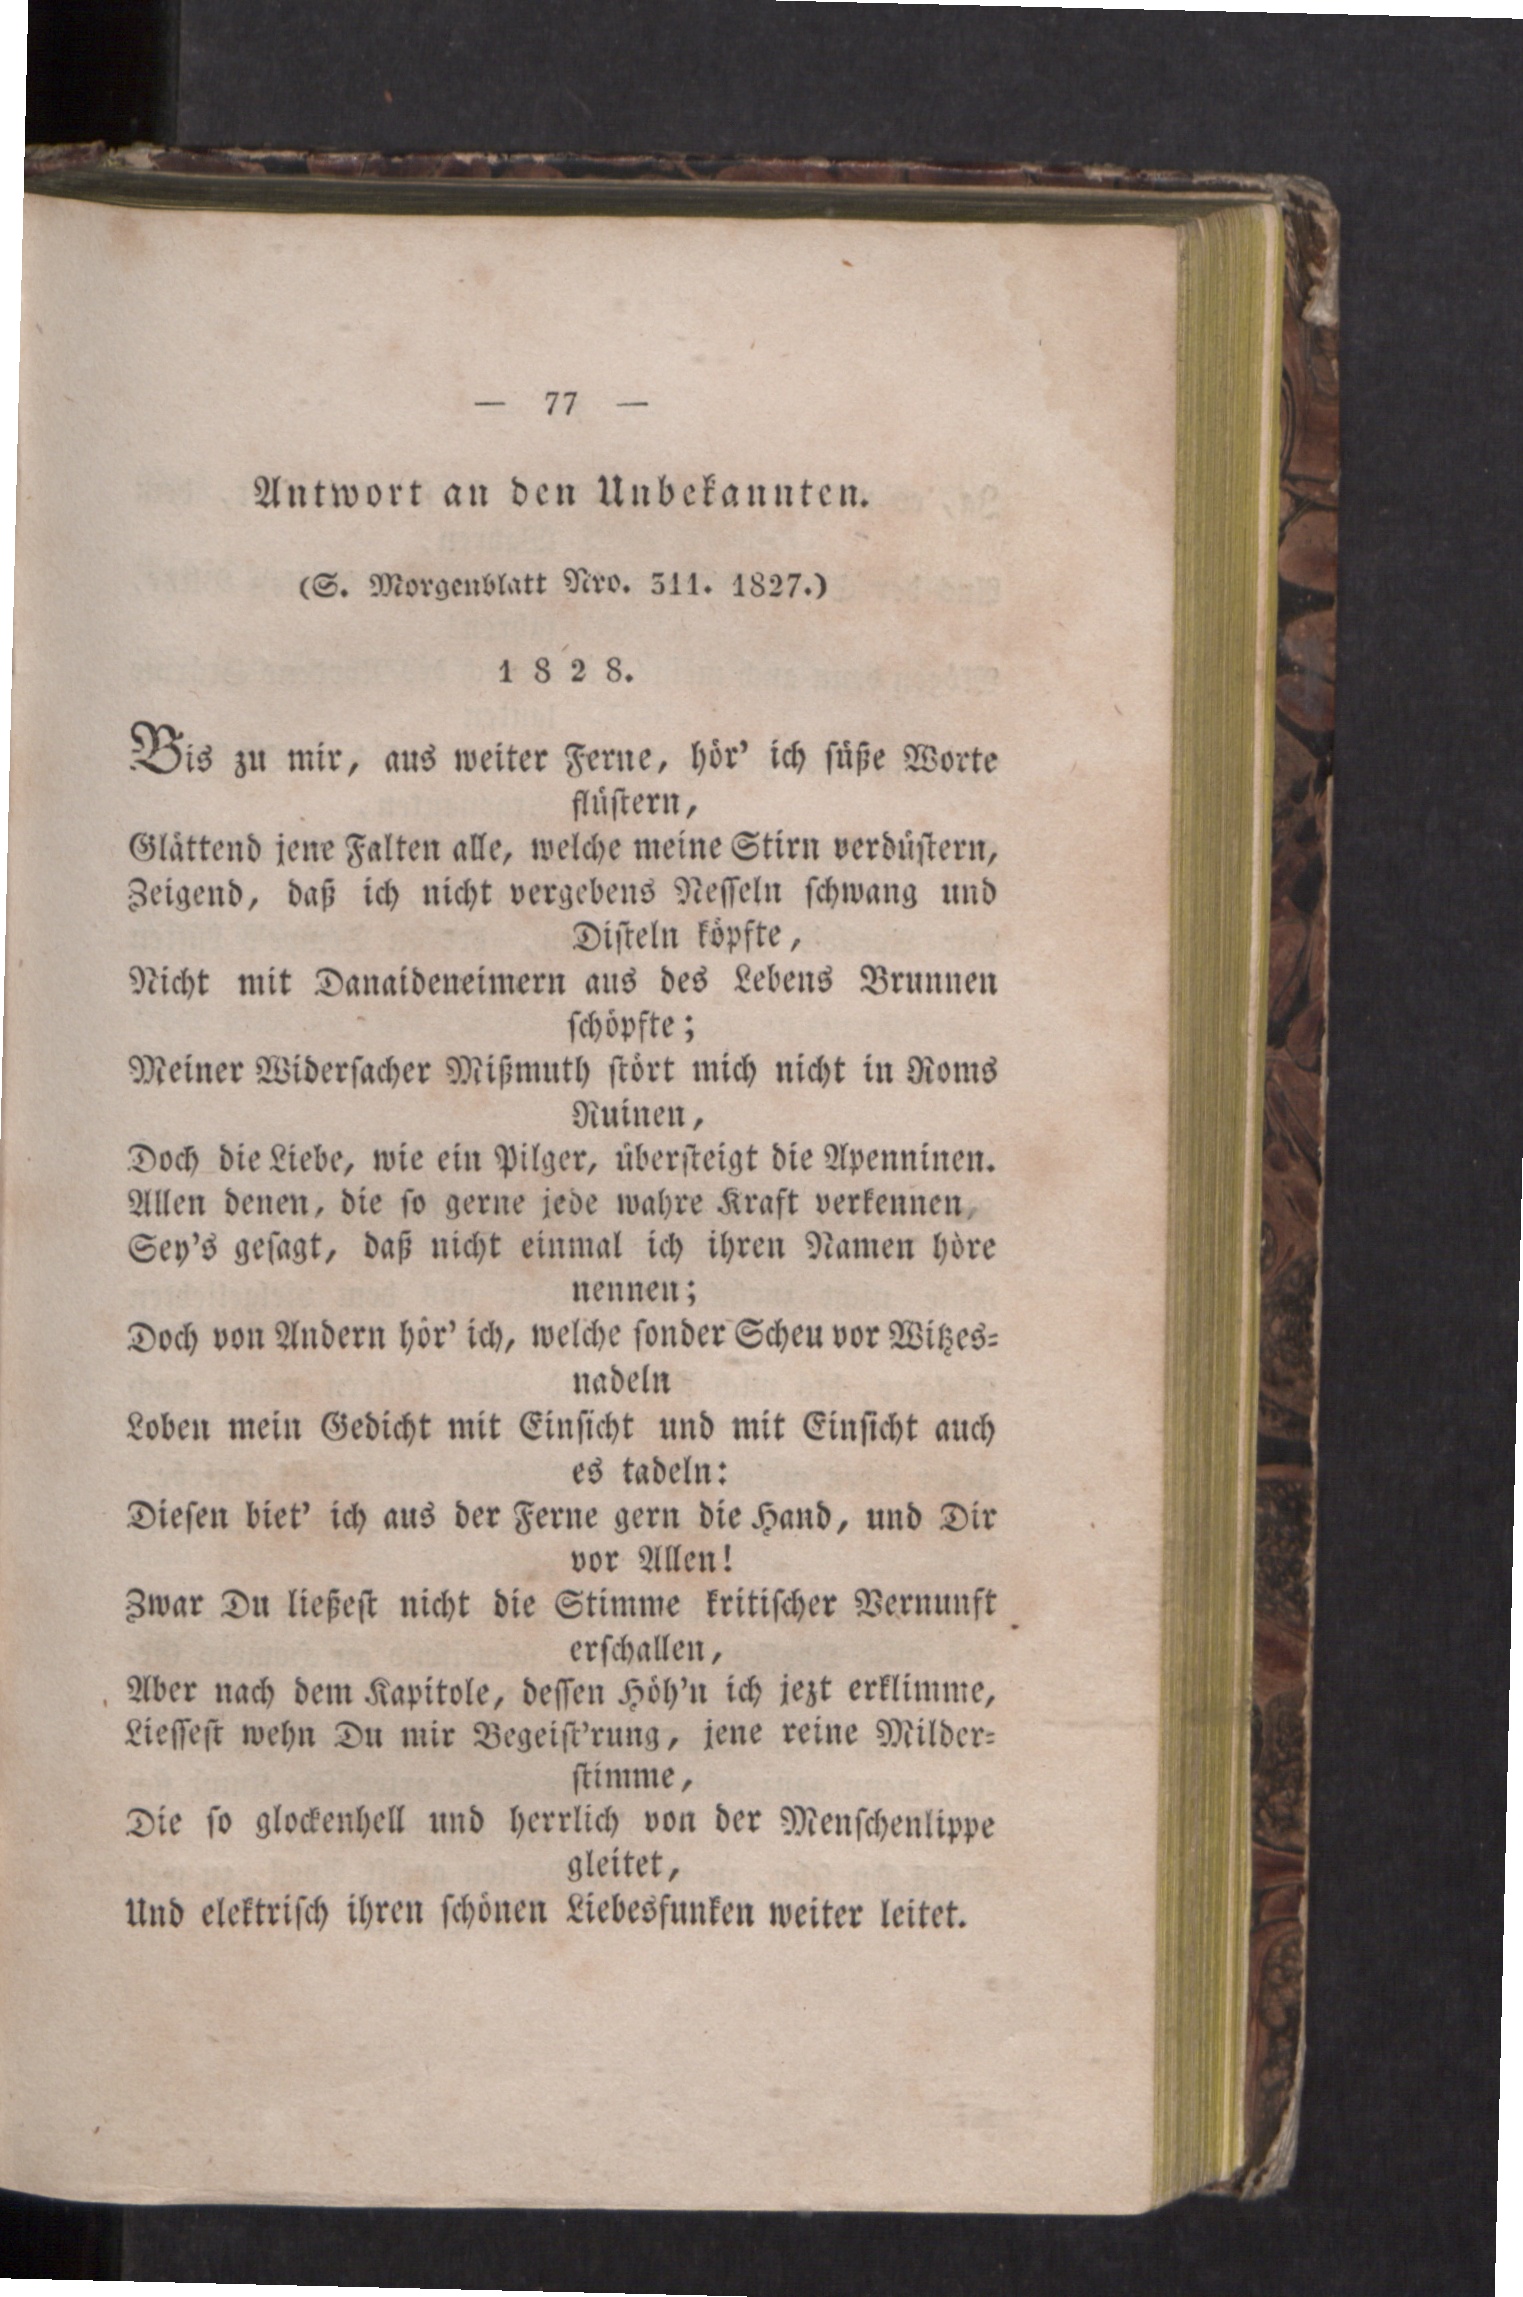 — 77 —
Antwort an den Unbekannten.
(S. Morgenblatt Nro. 311. 1827.)
1828.
Bis zu mir, aus weiter Ferne, hör' ich ſüße Worte
flüſtern,
Glättend jene Falten alle, welche meine Stirn verdüſtern,
Zeigend, daß ich nicht vergebens Neſſeln ſchwang und
Diſteln köpfte,
Nicht mit Danaideneimern aus des Lebens Brunnen
ſchöpfte;
Meiner Widerſacher Mißmuth ſtört mich nicht in Roms
Ruinen,
Doch die Liebe, wie ein Pilger, überſteigt die Apenninen.
Allen denen, die ſo gerne jede wahre Kraft verkennen,
Sey's geſagt, daß nicht einmal ich ihren Namen höre
nennen;
Doch von Andern hör' ich, welche ſonder Scheu vor Witzes-
nadeln
Loben mein Gedicht mit Einſicht und mit Einſicht auch
es tadeln:
Dieſen biet' ich aus der Ferne gern die Hand, und Dir
vor Allen!
Zwar Du ließeſt nicht die Stimme kritiſcher Vernunft
erſchallen,
Aber nach dem Kapitole, deſſen Höh'n ich jezt erklimme,
Lieſſeſt wehn Du mir Begeiſt'rung, jene reine Milder-
ſtimme,
Die ſo glockenhell und herrlich von der Menſchenlippe
gleitet,
Und elektriſch ihren ſchönen Liebesfunken weiter leitet.